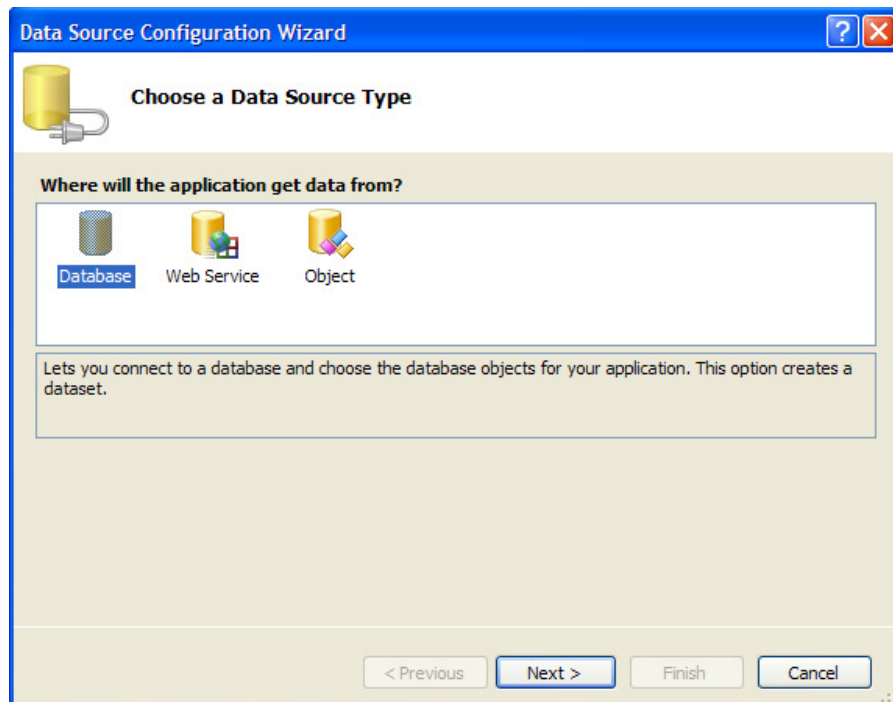 Data Source Configuration Wizard
?
Choose a Data Source Type
Where will the application get data from?
Database
Web Service
Object
Lets you connect to a database and choose the database objects for your application. This option creates a
dataset.
< Previous
Next >
Finish
Cancel